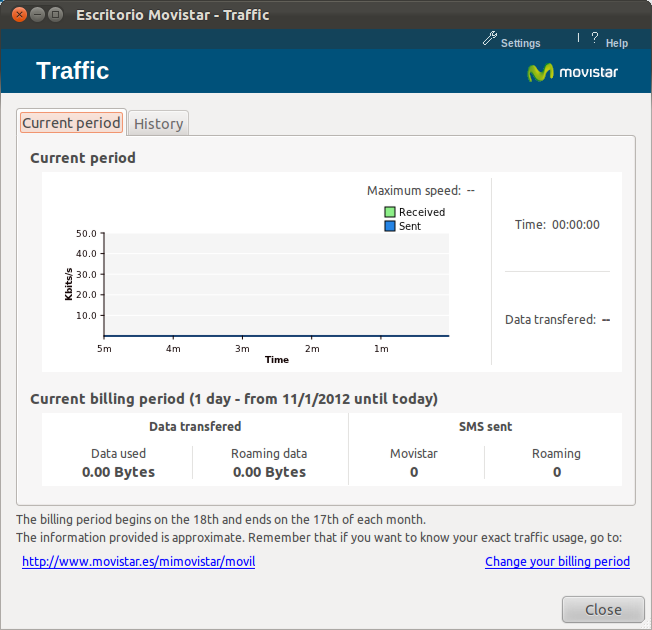 Escritorio Movistar - Traffic
Settings
Help
Traffic
movistar
Current period
History
Current period
Maximum speed: --
Received
Sent
50.0
40.0
30.0
20.0
10.0
Kbits/s
5m 4m 3m 2m 1m
Time
Time: 00:00:00
Data transfered: --
Current billing period (1 day - from 11/1/2012 until today)
Data transfered
SMS sent
Data used
Roaming data
Movistar
Roaming
0.00 Bytes
0.00 Bytes
0
0
The billing period begins on the 18th and ends on the 17th of each month.
The information provided is approximate. Remember that if you want to know your exact traffic usage, go to:
http://www.movistar.es/mimovistar/movil
Change your billing period
Close